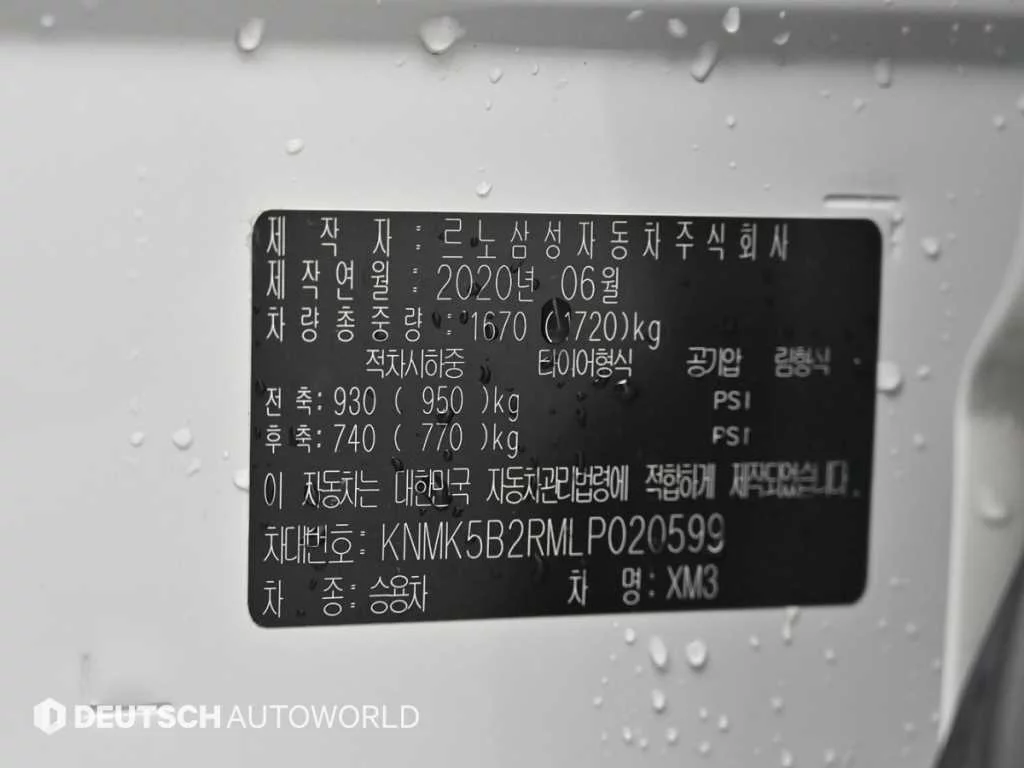 제 작 자 : 르노삼성자동차주식회사
제작연월 : 2020년 06월
차량총중량 : 1670 (1720)kg
적차시하중 타이어형식 공기압 림형식
전축: 930 ( 950 )kg PSI
후축: 740 ( 770 )kg PSI
이 자동차는 대한민국 자동차관리법령에 적합하게 제작되었습니다.
차대번호: KNMK5B2RMLP020599
차 종: 승용차 차 명: XM3
DEUTSCH AUTOWORLD